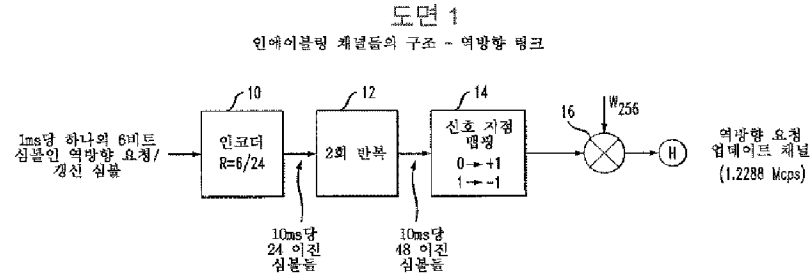 도면 1
인에이블링 채널들의 구조 - 역방향 링크
10
12
14
1ms당 하나의 6비트
심볼인 역방향 요청/
갱신 심볼
인코더
R=6/24
2회 반복
신호 지점
맵핑
0→+1
1→-1
16
W256
H
역방향 요청
업데이트 채널
(1.2288 Mcps)
10ms당
24 이진
심볼들
10ms당
48 이진
심볼들